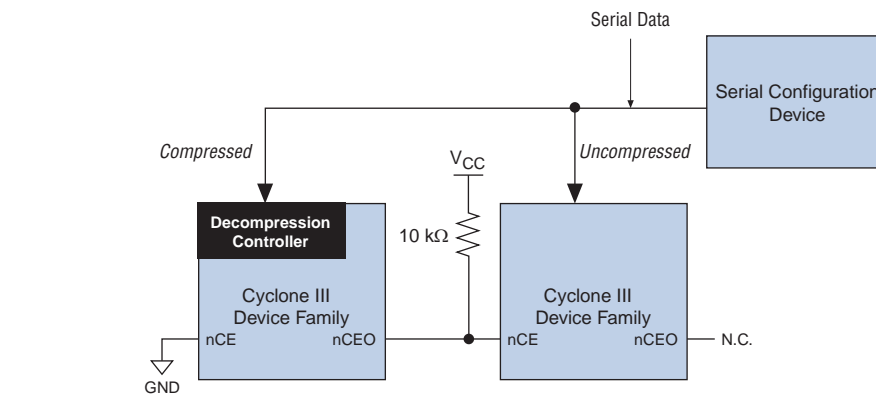 Serial Data
Serial Configuration
Device
Compressed
VCC
Uncompressed
Decompression
Controller
10 kΩ
Cyclone III
Device Family
Cyclone III
Device Family
nCE
nCEO
nCE
nCEO
N.C.
GND